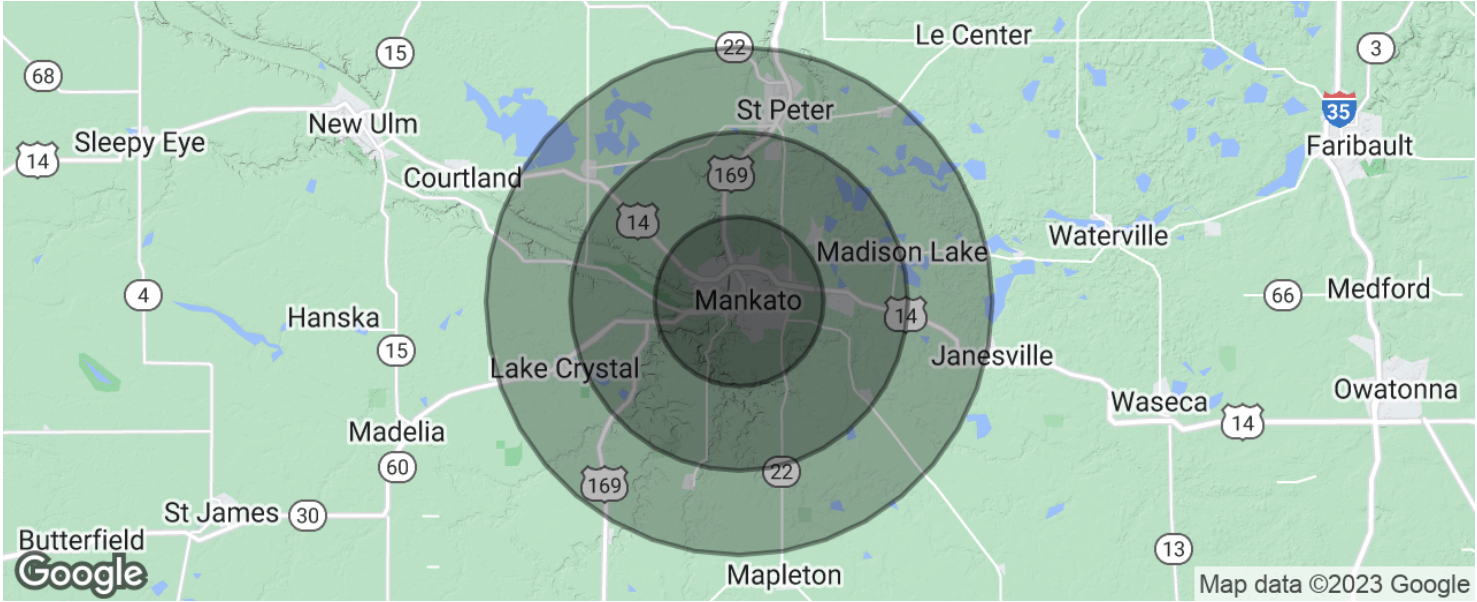 22
Le Center
3
15
68
35
St Peter
New Ulm
Sleepy Eye
Faribault
14
169
Courtland
14
Waterville
Madison Lake
Medford
4
66
Mankato
Hanska
14
15
Janesville
Lake Crystal
Owatonna
Waseca
14
Madelia
60
22
169
St James
30
Butterfield
13
Mapleton
Google
Map data ©2023 Google